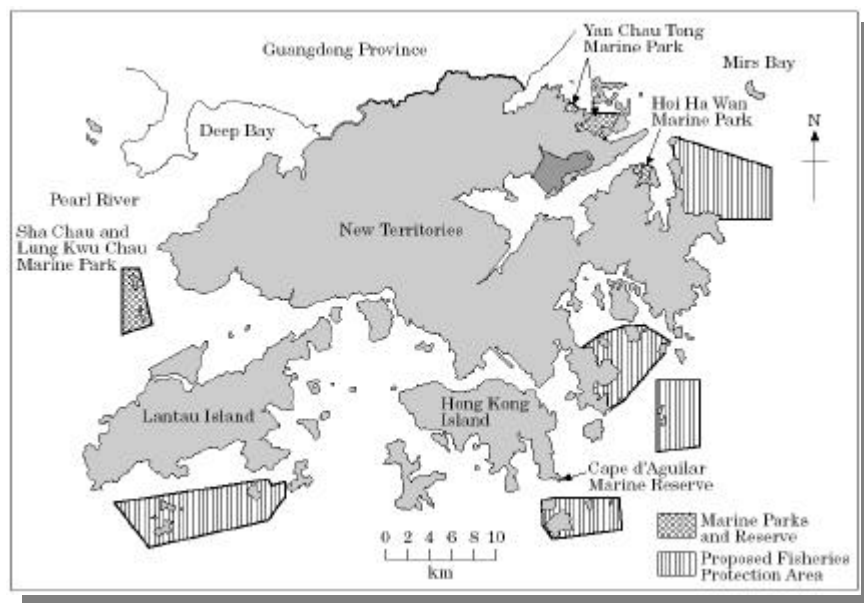 Guangdong Province
Yan Chau Tong
Marine Park
Mirs Bay
Deep Bay
Hoi Ha Wan
Marine Park
N
Pearl River
Sha Chau and
Lung Kwu Chau
Marine Park
New Territories
Lantau Island
Hong Kong
Island
Cape d'Aguilar
Marine Reserve
0 2 4 6 8 10
km
Marine Parks
and Reserve
Proposed Fisheries
Protection Area